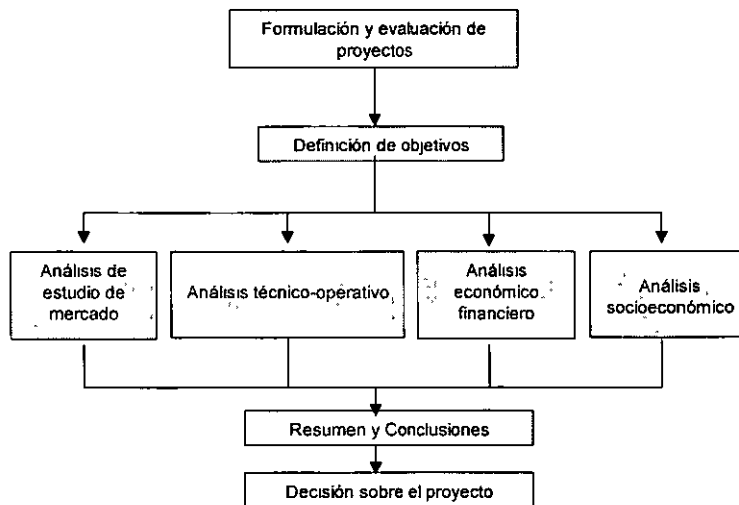 Formulación y evaluación de
proyectos
Definición de objetivos
Análisis de
estudio de
mercado
Análisis técnico-operativo
Análisis
económico
financiero
Análisis
socioeconómico
Resumen y Conclusiones
Decisión sobre el proyecto